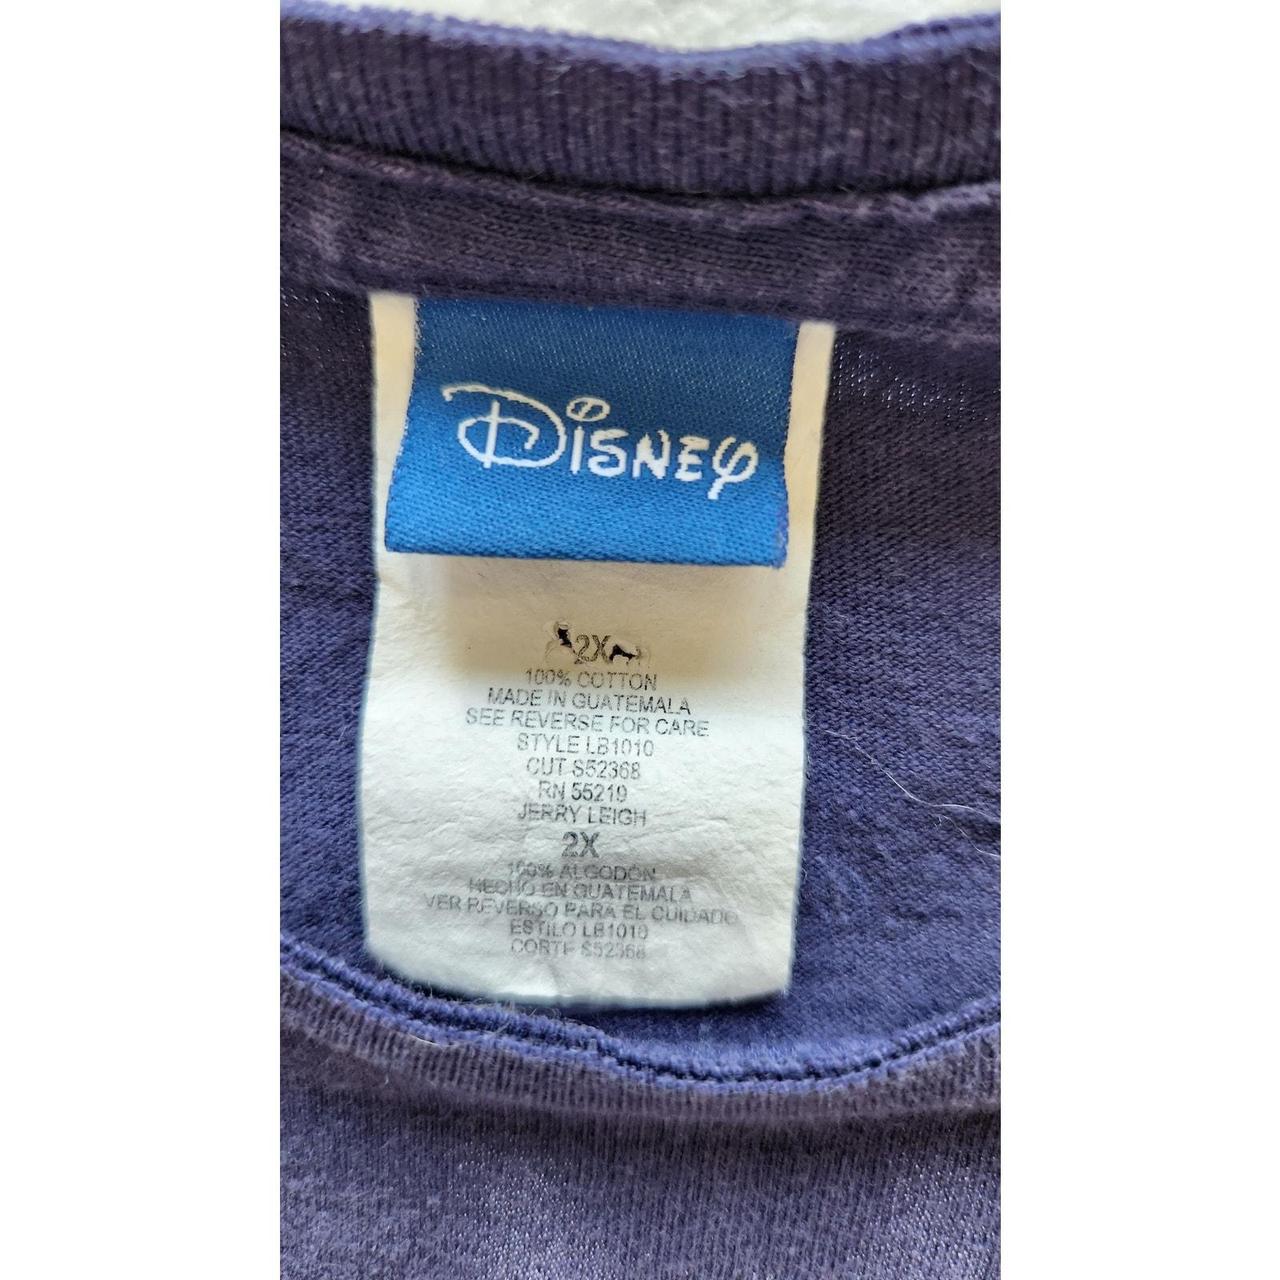 Disney
2X
100% COTTON
MADE IN GUATEMALA
SEE REVERSE FOR CARE
STYLE LB1010
CUT S52368
RN 55219
JERRY LEIGH
2X
100% ALGODÓN
HECHO EN GUATEMALA
VER REVERSO PARA EL CUIDADO
ESTILO LB1010
CORTE S52368